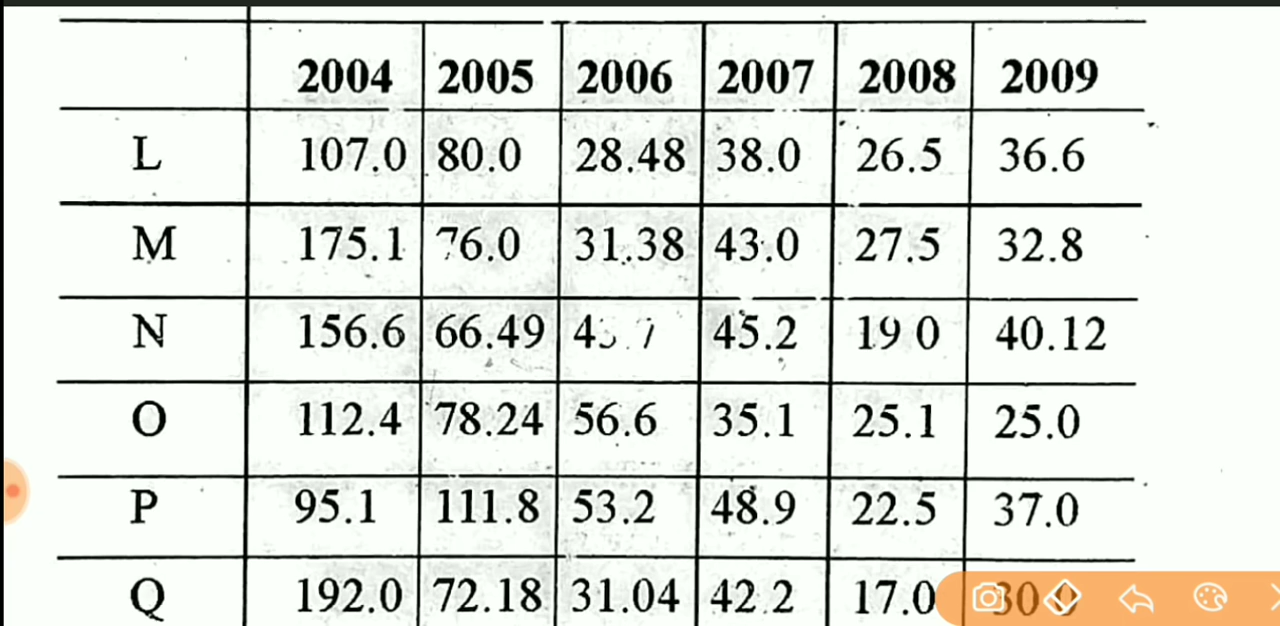 2004 2005 2006 2007 2008 2009
L 107.0 80.0 28.48 38.0 26.5 36.6
M 175.1 76.0 31.38 43.0 27.5 32.8
N 156.6 66.49 45.2 19 0 40.12
O 112.4 78.24 56.6 35.1 25.1 25.0
P 95.1 111.8 53.2 48.9 22.5 37.0
Q 192.0 72.18 31.04 42.2 17.0